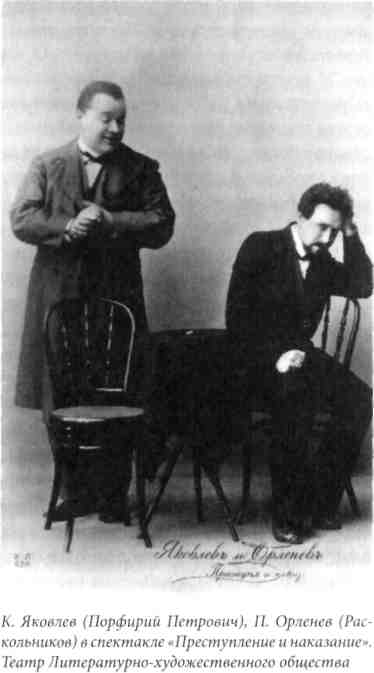 Яковлевъ и Орленевъ
К. Яковлев (Порфирий Петрович), П. Орленев (Рас-
кольников) в спектакле «Преступление и наказание».
Театр Литературно-художественного общества